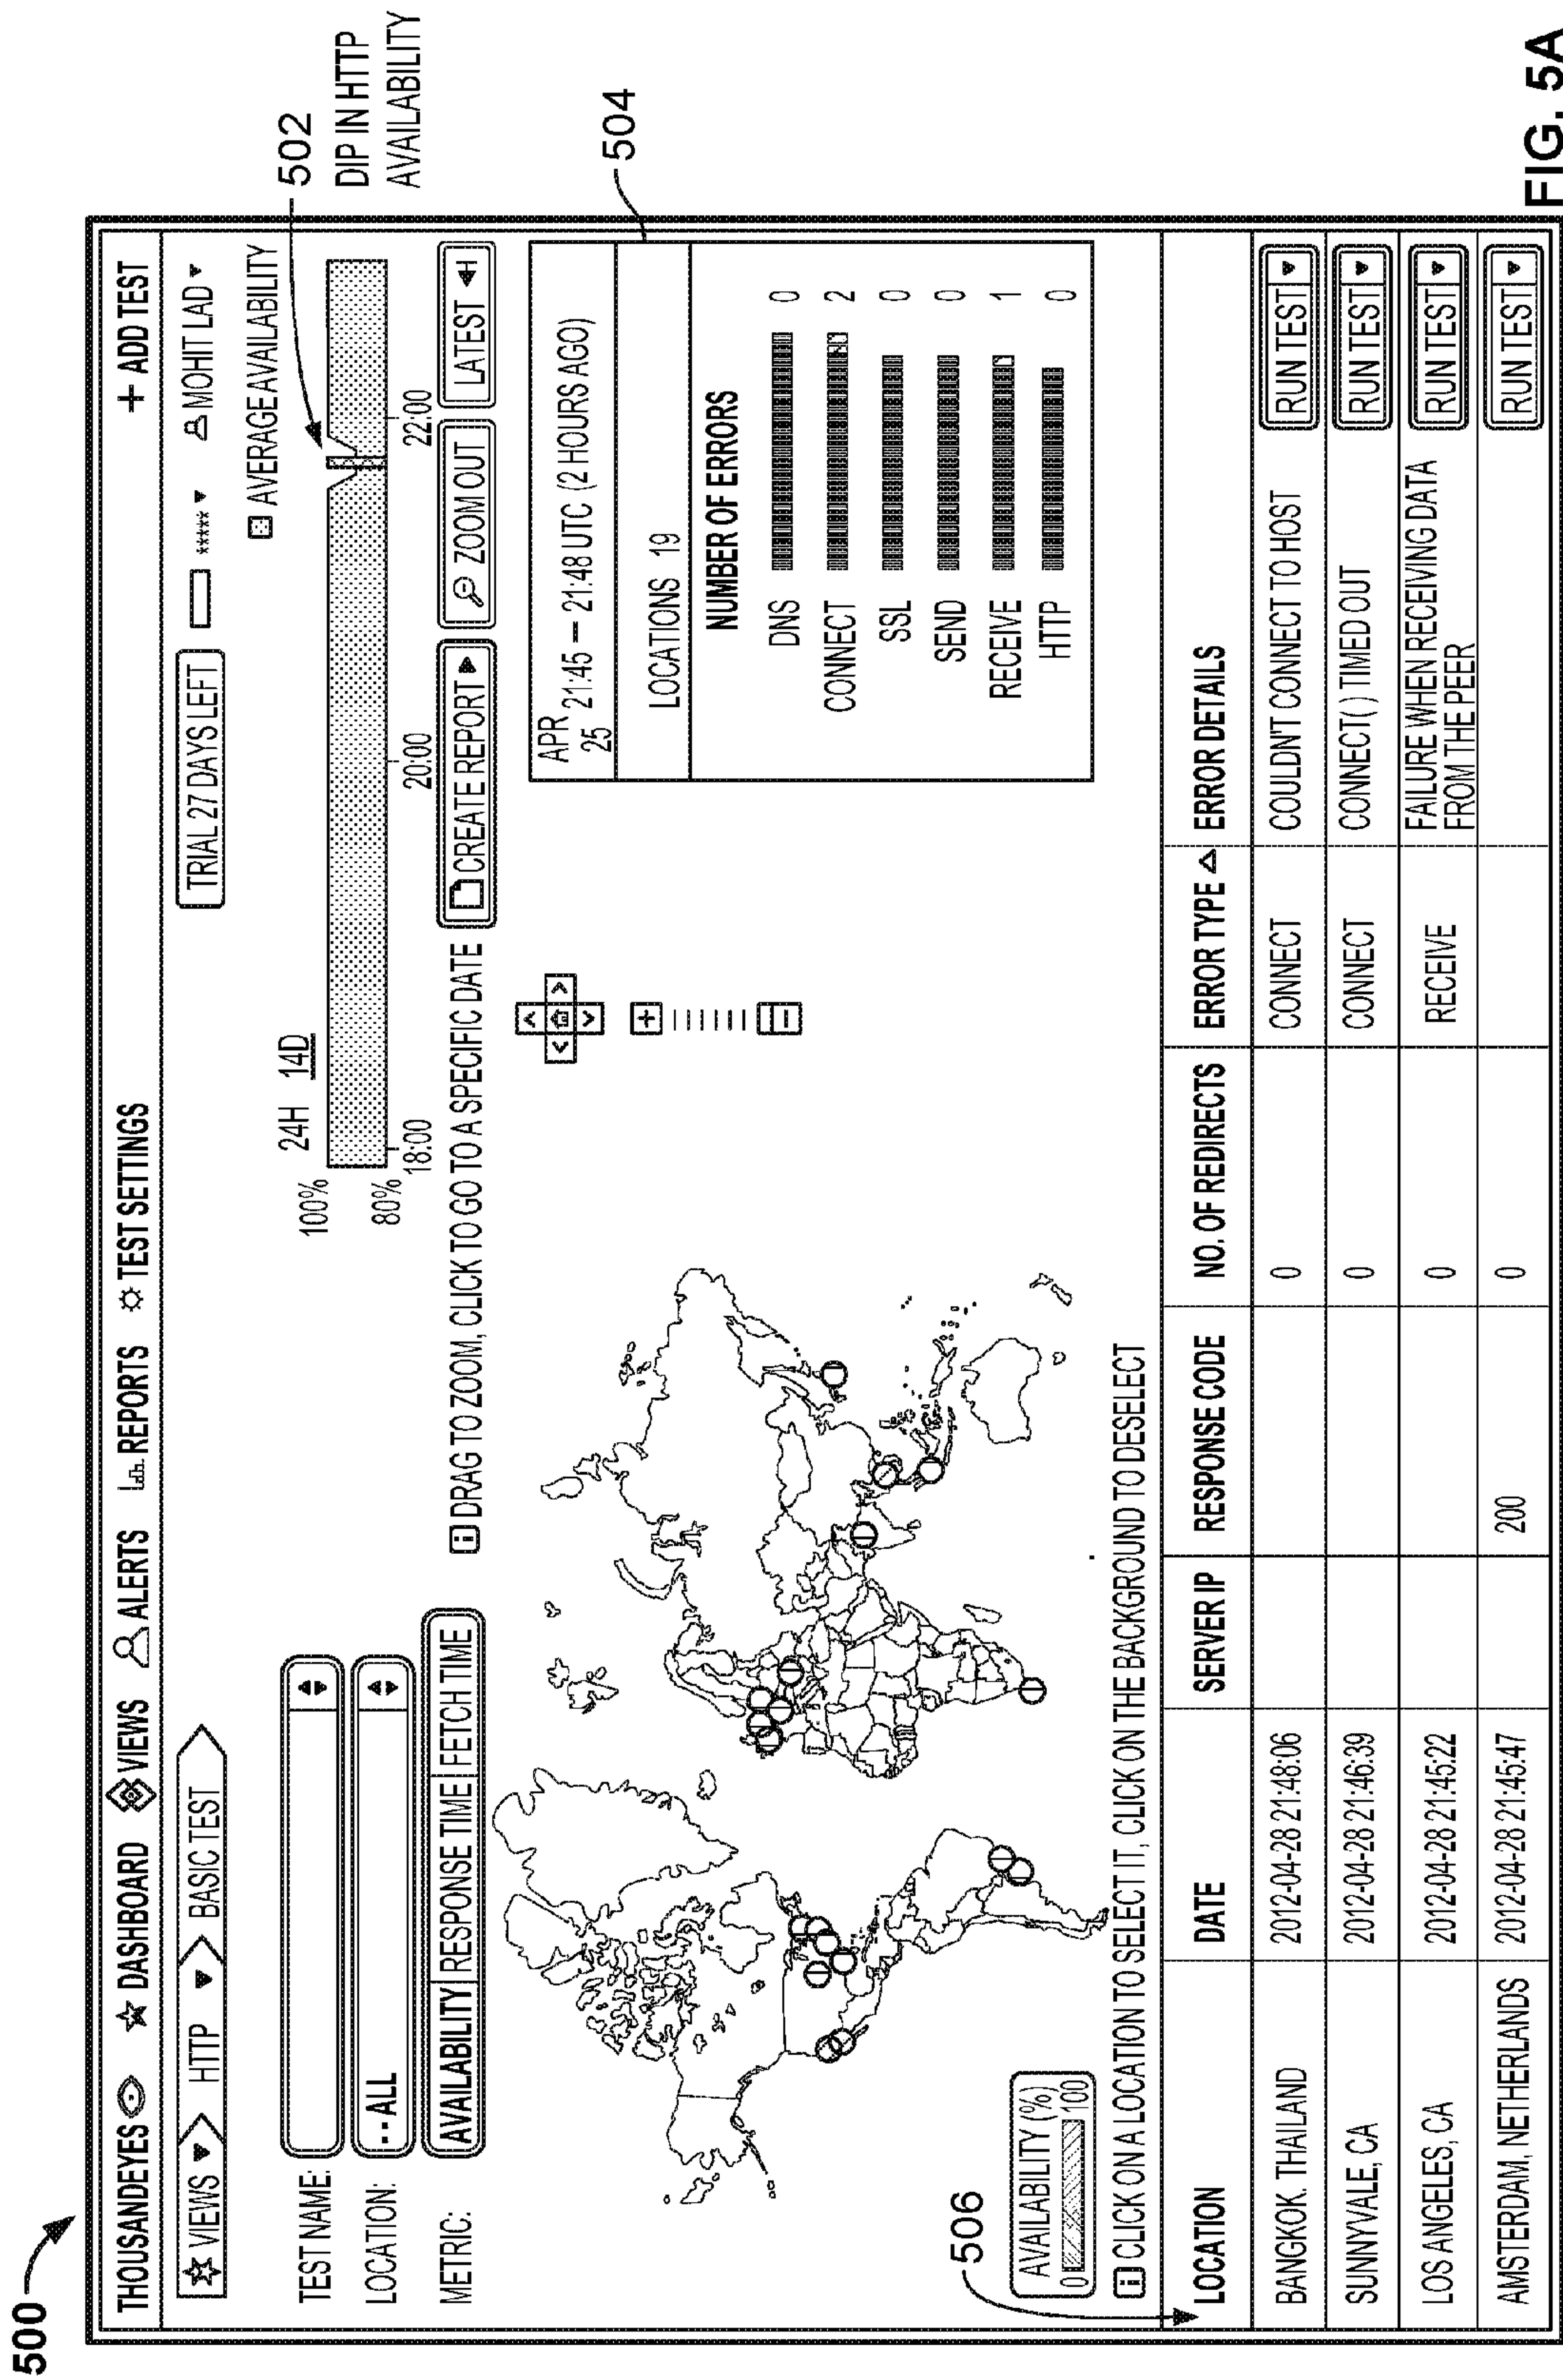 500
THOUSANDEYES ★ DASHBOARD VIEWS ALERTS REPORTS TEST SETTINGS + ADD TEST
VIEWS ▼ HTTP ▼ BASIC TEST TRIAL 27 DAYS LEFT ***** ▼ MOHIT LAD ▼
AVERAGE AVAILABILITY
502
DIP IN HTTP
AVAILABILITY
TEST NAME:
24H 14D
100%
80%
18:00 20:00 22:00
LOCATION: --ALL
METRIC: AVAILABILITY RESPONSE TIME FETCH TIME
i DRAG TO ZOOM, CLICK TO GO TO A SPECIFIC DATE CREATE REPORT ▶ ZOOM OUT LATEST
504
APR
25 21:45 – 21:48 UTC (2 HOURS AGO)
LOCATIONS 19
NUMBER OF ERRORS
DNS 0
CONNECT 2
SSL 0
SEND 0
RECEIVE 1
HTTP 0
506
AVAILABILITY (%)
0 100
i CLICK ON A LOCATION TO SELECT IT, CLICK ON THE BACKGROUND TO DESELECT
LOCATION DATE SERVER IP RESPONSE CODE NO. OF REDIRECTS ERROR TYPE △ ERROR DETAILS
BANGKOK. THAILAND 2012-04-28 21:48:06 0 CONNECT COULDN'T CONNECT TO HOST RUN TEST ▼
SUNNYVALE, CA 2012-04-28 21:46:39 0 CONNECT CONNECT( ) TIMED OUT RUN TEST ▼
LOS ANGELES, CA 2012-04-28 21:45:22 0 RECEIVE FAILURE WHEN RECEIVING DATA
FROM THE PEER RUN TEST ▼
AMSTERDAM, NETHERLANDS 2012-04-28 21:45:47 200 0 RUN TEST ▼
FIG. 5A